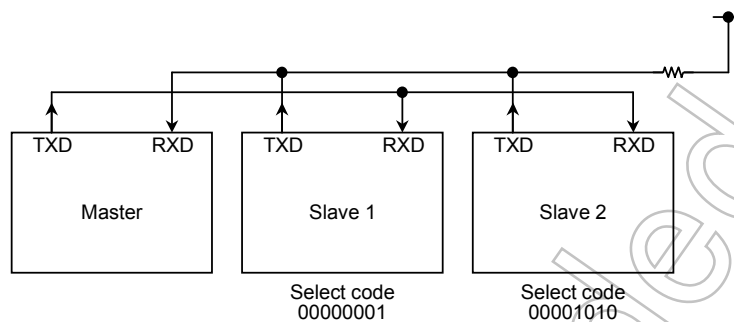 TXD RXD TXD RXD TXD RXD
Master Slave 1 Slave 2
Select code Select code
00000001 00001010